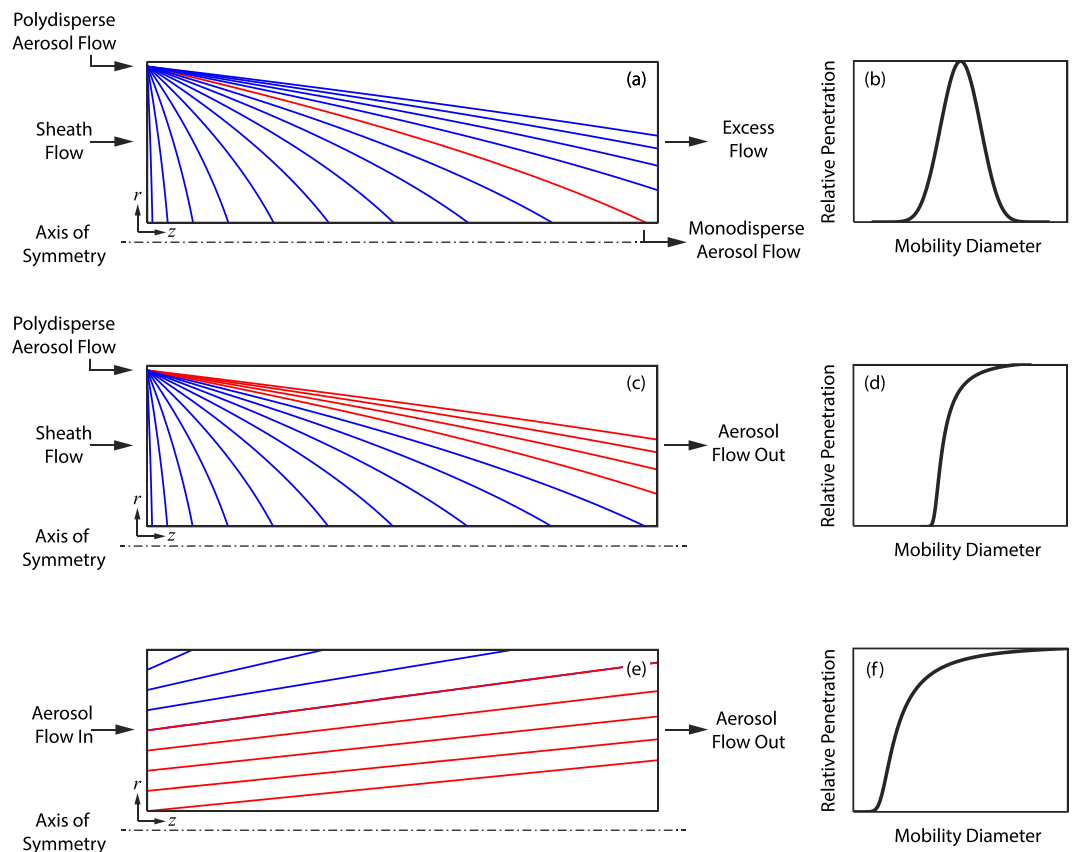 Polydisperse
Aerosol Flow
(a)
Sheath
Flow
Excess
Flow
r
z
Axis of
Symmetry
Monodisperse
Aerosol Flow
(b)
Relative Penetration
Mobility Diameter
Polydisperse
Aerosol Flow
(c)
Sheath
Flow
Aerosol
Flow Out
r
z
Axis of
Symmetry
(d)
Relative Penetration
Mobility Diameter
(e)
Aerosol
Flow In
Aerosol
Flow Out
r
z
Axis of
Symmetry
(f)
Relative Penetration
Mobility Diameter